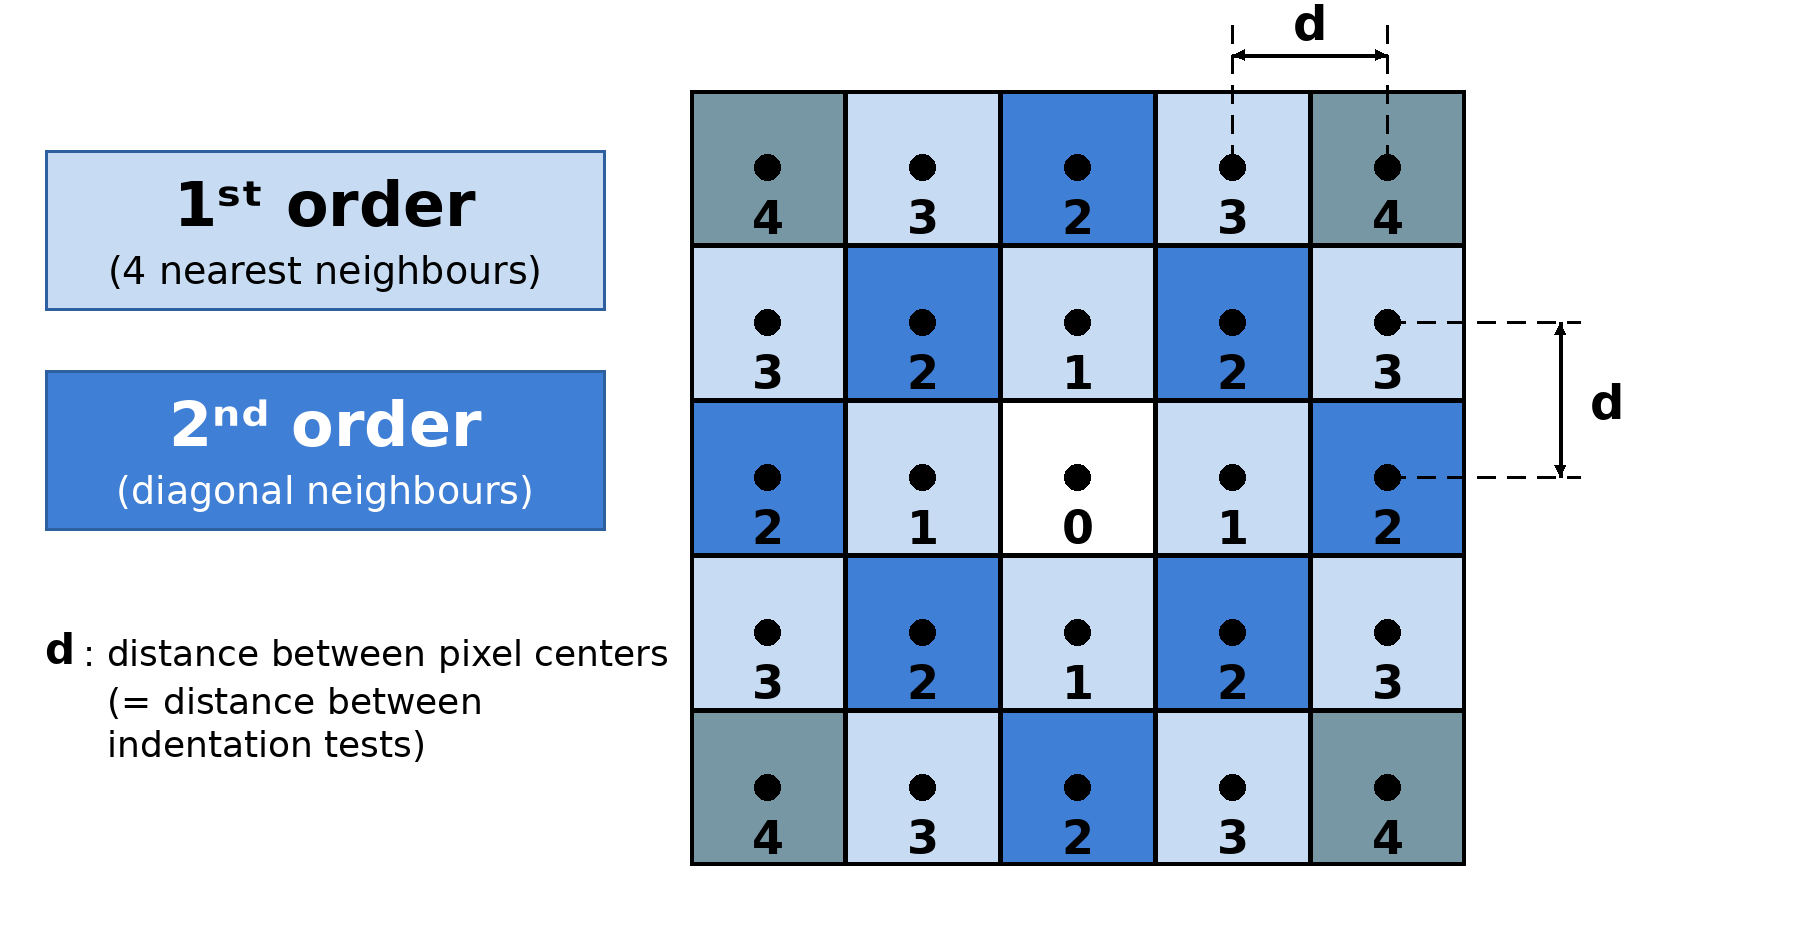 d
1ˢᵗ order
(4 nearest neighbours)
2ⁿᵈ order
(diagonal neighbours)
d : distance between pixel centers
(= distance between
indentation tests)
4 3 2 3 4
3 2 1 2 3
d
2 1 0 1 2
3 2 1 2 3
4 3 2 3 4